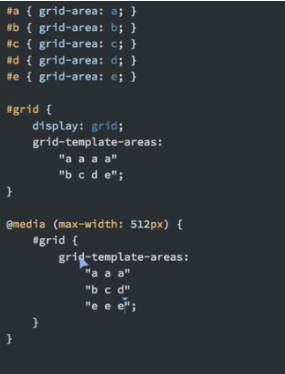 #a { grid-area: a; }
#b { grid-area: b; }
#c { grid-area: c; }
#d { grid-area: d; }
#e { grid-area: e; }
#grid {
display: grid;
grid-template-areas:
"a a a a"
"b c d e";
}
@media (max-width: 512px) {
#grid {
grid-template-areas:
"a a a"
"b c d"
"e e e";
}
}